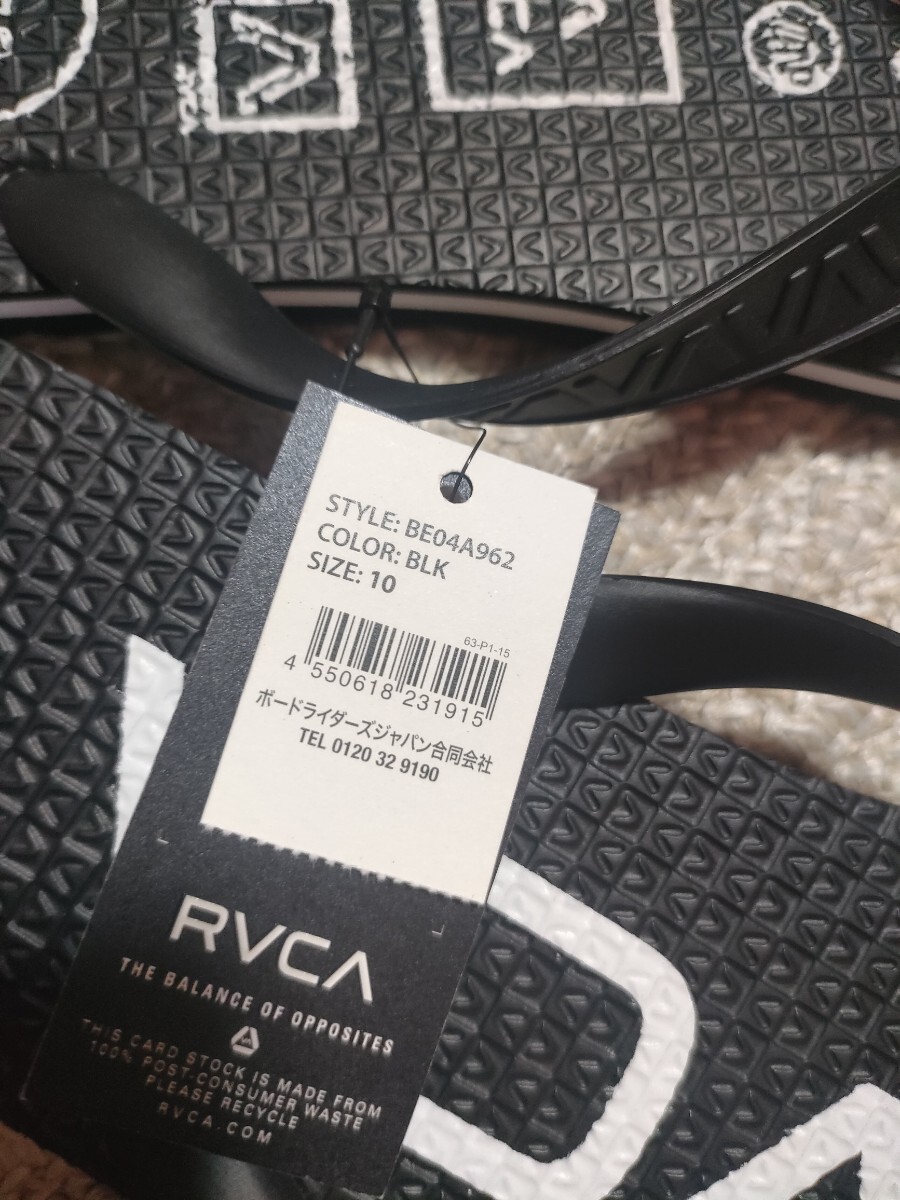 STYLE: BE04A962
COLOR: BLK
SIZE: 10
63-P1-15
4 550618 231915
ボードライダーズジャパン合同会社
TEL 0120 32 9190
RVCA
THE BALANCE OF OPPOSITES
THIS CARD STOCK IS MADE FROM
100% POST-CONSUMER WASTE
PLEASE RECYCLE
RVCA.COM